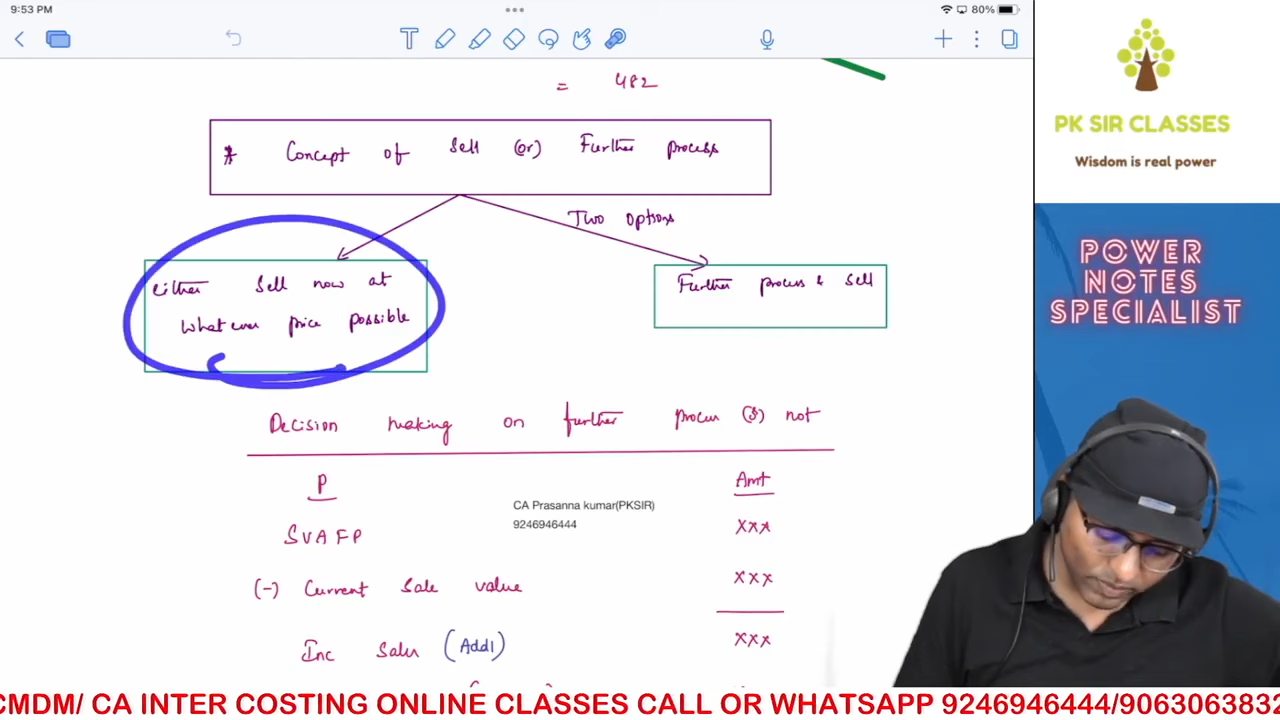 9:53 PM
80%
= 482
* Concept of Sell (or) Further process
Two options
either Sell now at
whatever price possible
Further process & Sell
Decision making on further process (or) not
P Amt
CA Prasanna kumar(PKSIR)
9246946444
SVAFP xxx
(-) Current Sale value xxx
Inc Sales (Addl) xxx
PK SIR CLASSES
Wisdom is real power
POWER
NOTES
SPECIALIST
CMDM/ CA INTER COSTING ONLINE CLASSES CALL OR WHATSAPP 9246946444/9063063832